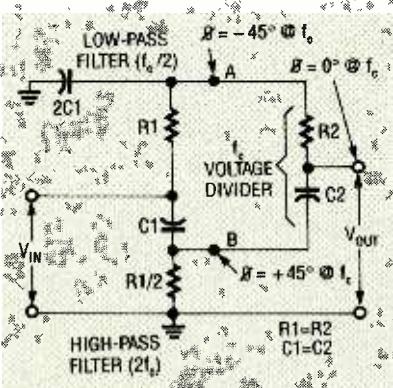 LOW-PASS
FILTER (fc/2)
Ø = −45° @ fc
A
Ø = 0° @ fc
2C1
R1
R2
fc
VOLTAGE
DIVIDER
C2
C1
B
VIN
VOUT
R1/2
Ø = +45° @ fc
R1=R2
C1=C2
HIGH-PASS
FILTER (2fc)